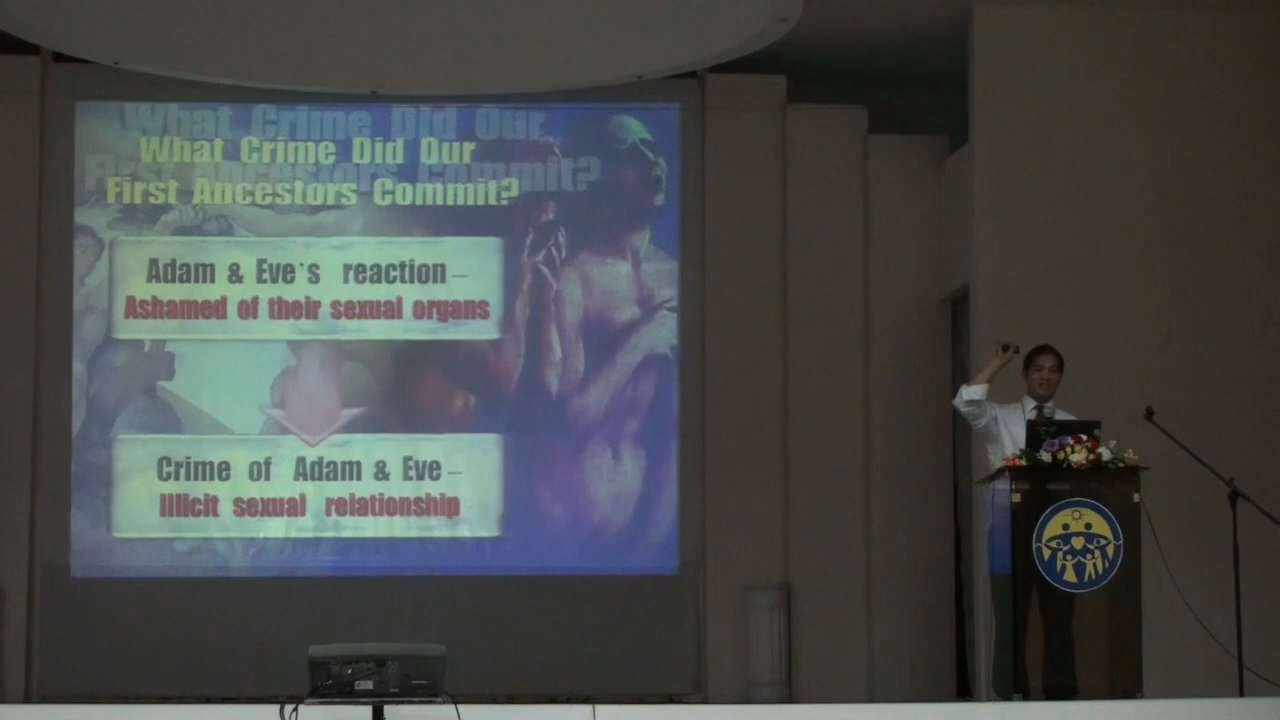 What Crime Did Our
First Ancestors Commit?
Adam & Eve's reaction–
Ashamed of their sexual organs
Crime of Adam & Eve–
Illicit sexual relationship